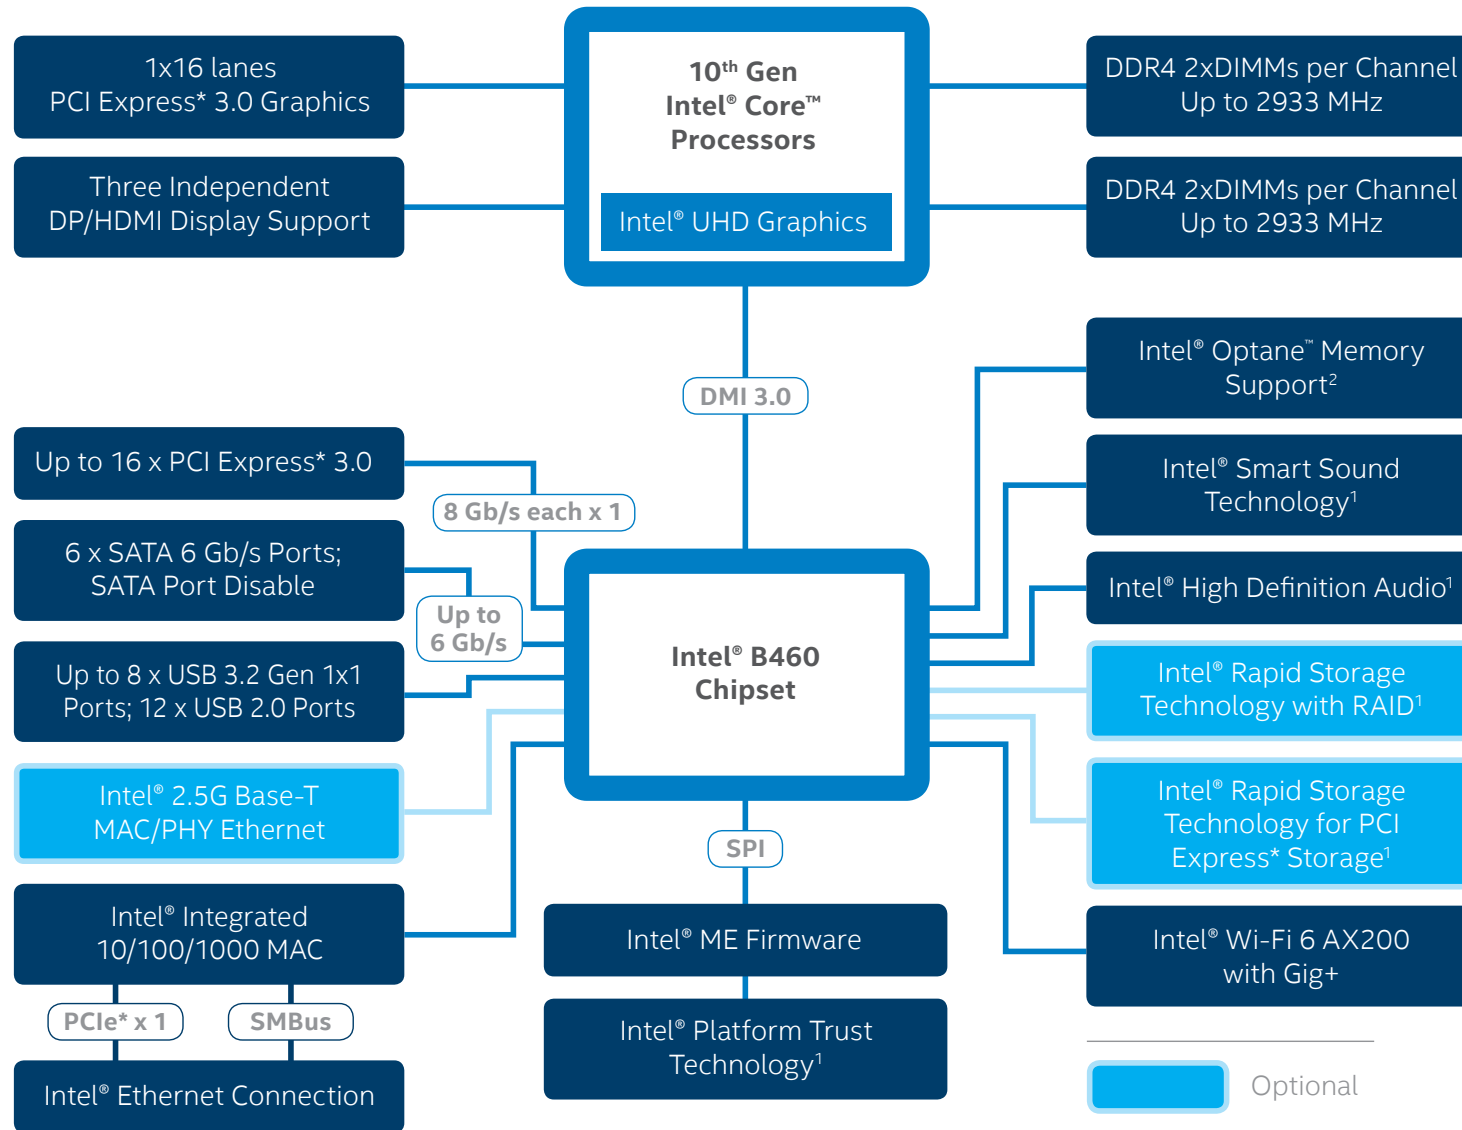 1x16 lanes
PCI Express* 3.0 Graphics
Three Independent
DP/HDMI Display Support
10th Gen
Intel® Core™
Processors
Intel® UHD Graphics
DDR4 2xDIMMs per Channel
Up to 2933 MHz
DDR4 2xDIMMs per Channel
Up to 2933 MHz
DMI 3.0
Up to 16 x PCI Express* 3.0
8 Gb/s each x 1
6 x SATA 6 Gb/s Ports;
SATA Port Disable
Up to
6 Gb/s
Up to 8 x USB 3.2 Gen 1x1
Ports; 12 x USB 2.0 Ports
Intel® 2.5G Base-T
MAC/PHY Ethernet
Intel® Integrated
10/100/1000 MAC
PCIe* x 1
SMBus
Intel® Ethernet Connection
Intel® B460
Chipset
SPI
Intel® ME Firmware
Intel® Platform Trust
Technology¹
Intel® Optane™ Memory
Support²
Intel® Smart Sound
Technology¹
Intel® High Definition Audio¹
Intel® Rapid Storage
Technology with RAID¹
Intel® Rapid Storage
Technology for PCI
Express* Storage¹
Intel® Wi-Fi 6 AX200
with Gig+
Optional